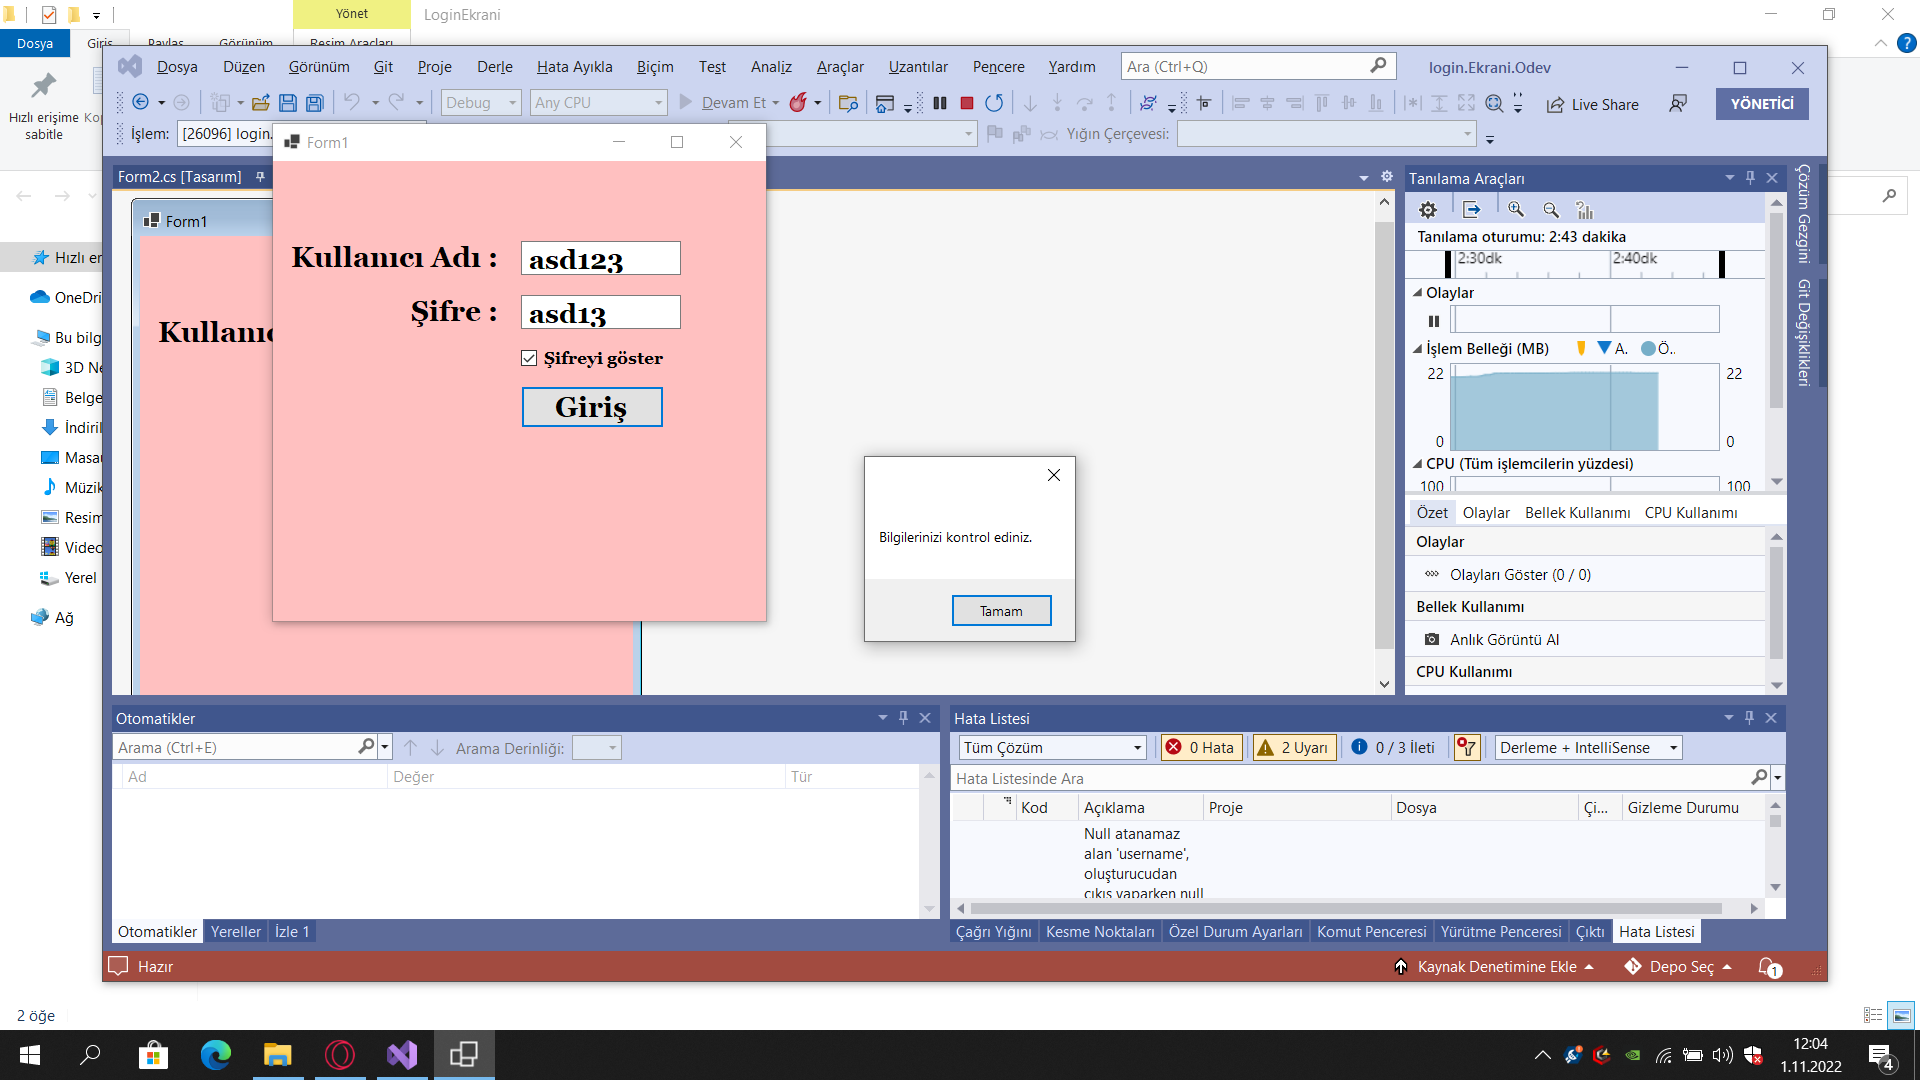 Yönet
LoginEkrani
Dosya
Giriş
Paylaş
Görünüm
Resim Araçları
Hızlı erişime
sabitle
Hızlı er
OneDri
Bu bilg
3D Ne
Belge
İndiril
Masaü
Müzik
Resim
Video
Yerel
Ağ
2 öğe
Dosya Düzen Görünüm Git Proje Derle Hata Ayıkla Biçim Test Analiz Araçlar Uzantılar Pencere Yardım
Ara (Ctrl+Q)
login.Ekrani.Odev
Debug
Any CPU
Devam Et
Live Share
YÖNETİCİ
İşlem: [26096] login.
Yığın Çerçevesi:
Form2.cs [Tasarım]
Form1
Kullanıc
Form1
Kullanıcı Adı : asd123
Şifre : asd13
Şifreyi göster
Giriş
Bilgilerinizi kontrol ediniz.
Tamam
Tanılama Araçları
Tanılama oturumu: 2:43 dakika
2:30dk 2:40dk
Olaylar
İşlem Belleği (MB) A. Ö..
22 22
0 0
CPU (Tüm işlemcilerin yüzdesi)
100 100
Özet Olaylar Bellek Kullanımı CPU Kullanımı
Olaylar
Olayları Göster (0 / 0)
Bellek Kullanımı
Anlık Görüntü Al
CPU Kullanımı
Çözüm Gezgini
Git Değişiklikleri
Otomatikler
Arama (Ctrl+E)
Arama Derinliği:
Ad Değer Tür
Otomatikler Yereller İzle 1
Hata Listesi
Tüm Çözüm
0 Hata
2 Uyarı
0 / 3 İleti
Derleme + IntelliSense
Hata Listesinde Ara
Kod Açıklama Proje Dosya Çi... Gizleme Durumu
Null atanamaz
alan 'username',
oluşturucudan
çıkış yaparken null
Çağrı Yığını Kesme Noktaları Özel Durum Ayarları Komut Penceresi Yürütme Penceresi Çıktı Hata Listesi
Hazır
Kaynak Denetimine Ekle
Depo Seç
1
12:04
1.11.2022
4